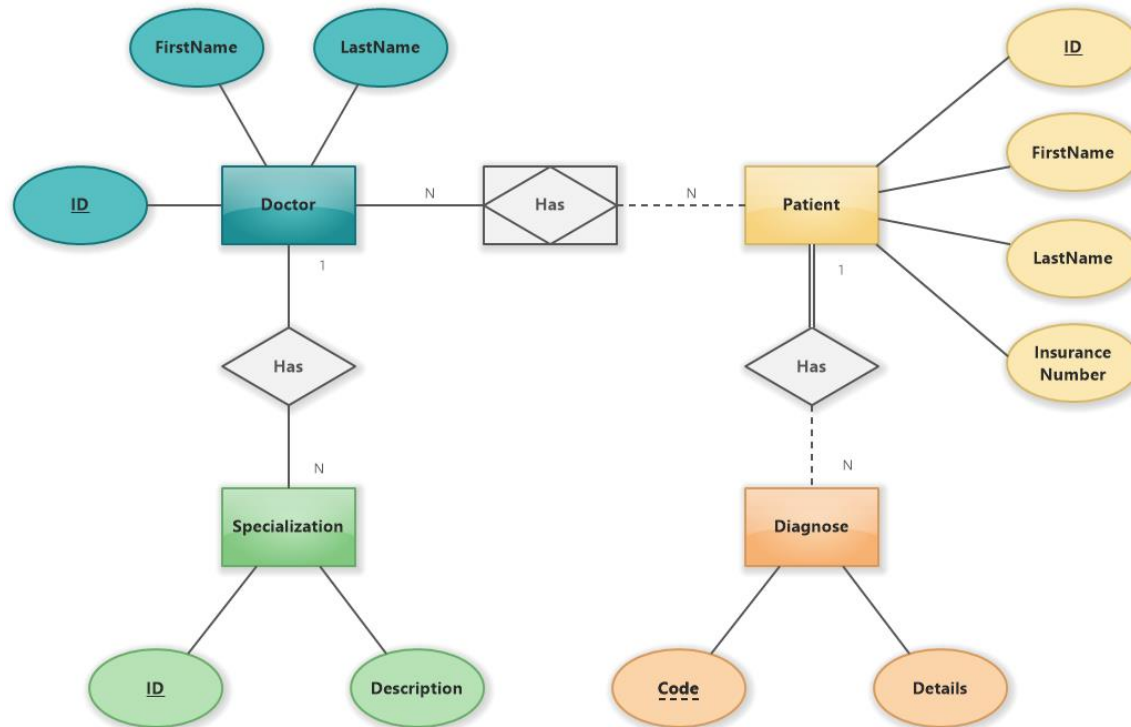 FirstName
LastName
ID
ID
Doctor
N
Has
N
Patient
FirstName
LastName
1
1
Has
Has
Insurance
Number
N
N
Specialization
Diagnose
ID
Description
Code
Details